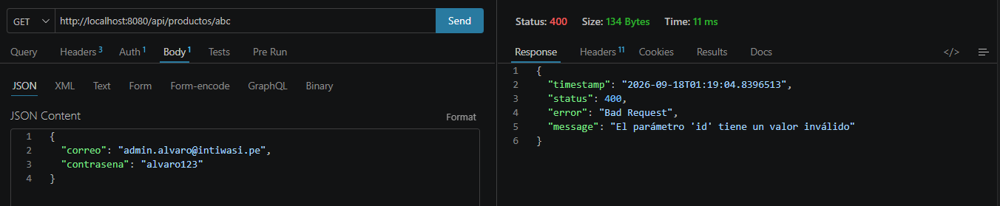 GET http://localhost:8080/api/productos/abc Send
Query Headers 3 Auth 1 Body 1 Tests Pre Run
JSON XML Text Form Form-encode GraphQL Binary
JSON Content Format
1 {
2 "correo": "admin.alvaro@intiwasi.pe",
3 "contrasena": "alvaro123"
4 }
Status: 400 Size: 134 Bytes Time: 11 ms
Response Headers 11 Cookies Results Docs </>
1 {
2 "timestamp": "2026-09-18T01:19:04.8396513",
3 "status": 400,
4 "error": "Bad Request",
5 "message": "El parámetro 'id' tiene un valor inválido"
6 }